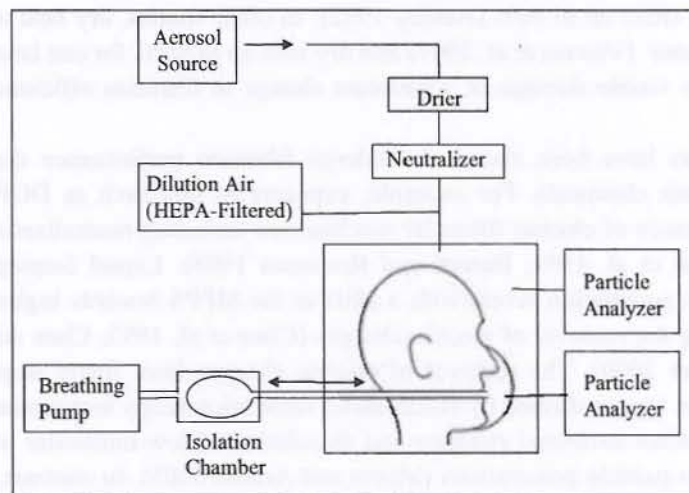 Aerosol
Source
Drier
Neutralizer
Dilution Air
(HEPA-Filtered)
Particle
Analyzer
Breathing
Pump
Isolation
Chamber
Particle
Analyzer